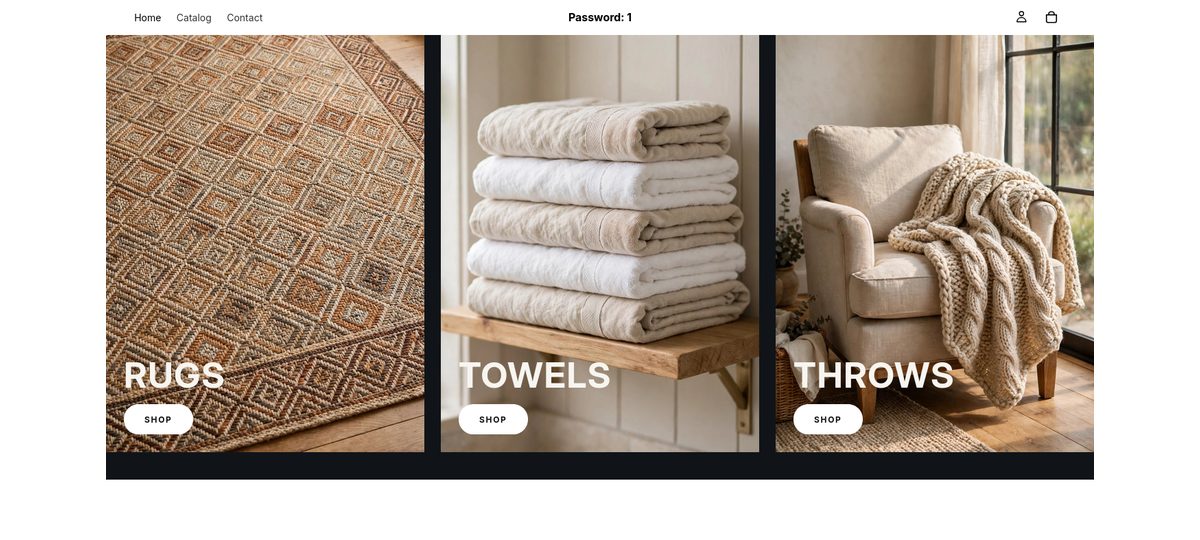 Home Catalog Contact Password: 1
RUGS
SHOP
TOWELS
SHOP
THROWS
SHOP